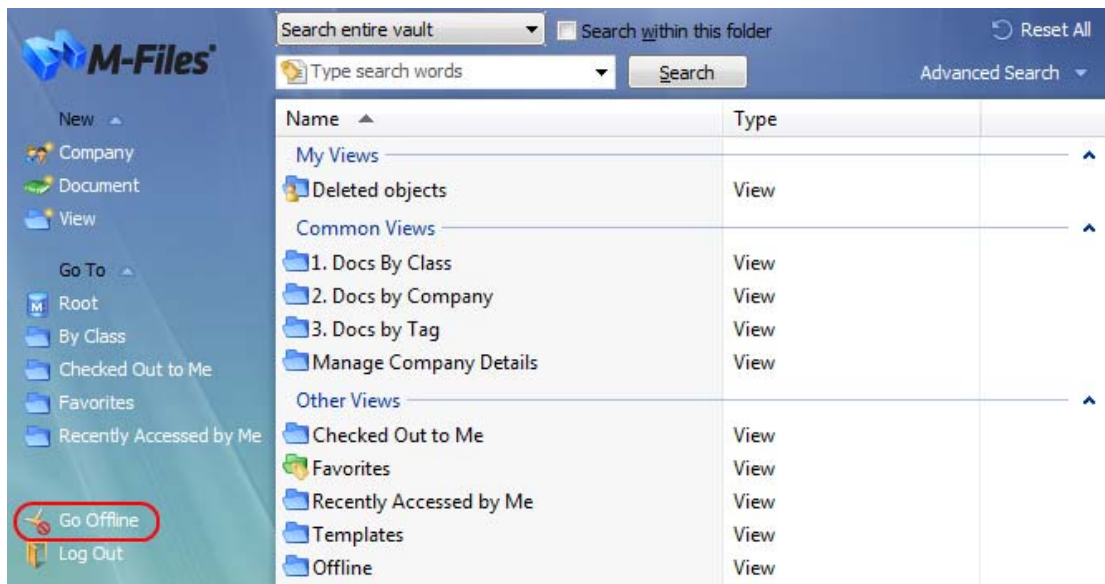 Search entire vault Search within this folder Reset All
M-Files
Type search words Search Advanced Search
New
Company
Document
View
Go To
Root
By Class
Checked Out to Me
Favorites
Recently Accessed by Me
Go Offline
Log Out
Name Type
My Views
Deleted objects View
Common Views
1. Docs By Class View
2. Docs by Company View
3. Docs by Tag View
Manage Company Details View
Other Views
Checked Out to Me View
Favorites View
Recently Accessed by Me View
Templates View
Offline View